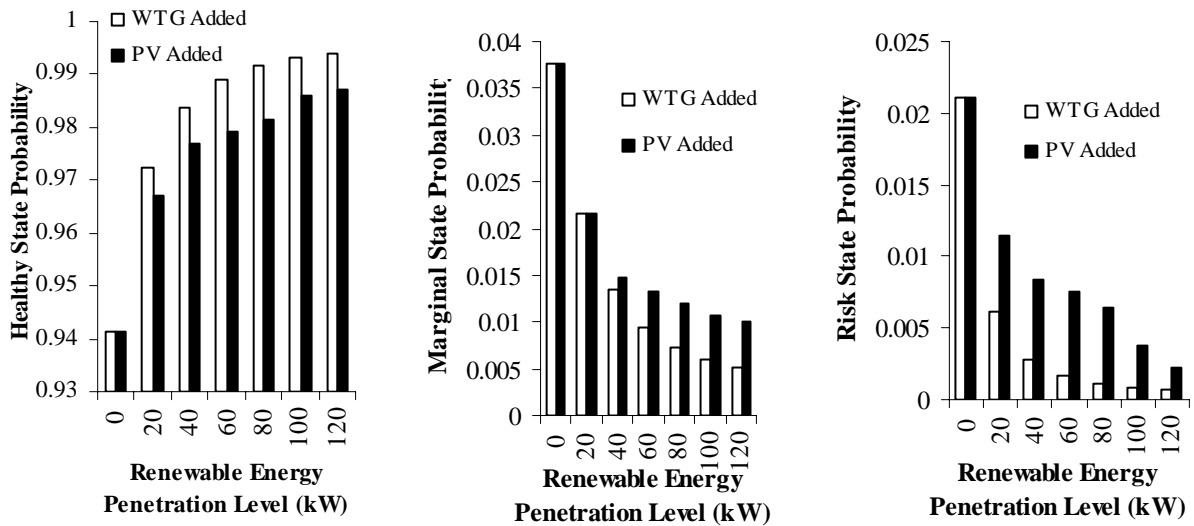 1
0.99
0.98
0.97
0.96
0.95
0.94
0.93
Healthy State Probability
WTG Added
PV Added
0 20 40 60 80 100 120
Renewable Energy
Penetration Level (kW)
0.04
0.035
0.03
0.025
0.02
0.015
0.01
0.005
0
Marginal State Probability
WTG Added
PV Added
0 20 40 60 80 100 120
Renewable Energy
Penetration Level (kW)
0.025
0.02
0.015
0.01
0.005
0
Risk State Probability
WTG Added
PV Added
0 20 40 60 80 100 120
Renewable Energy
Penetration Level (kW)